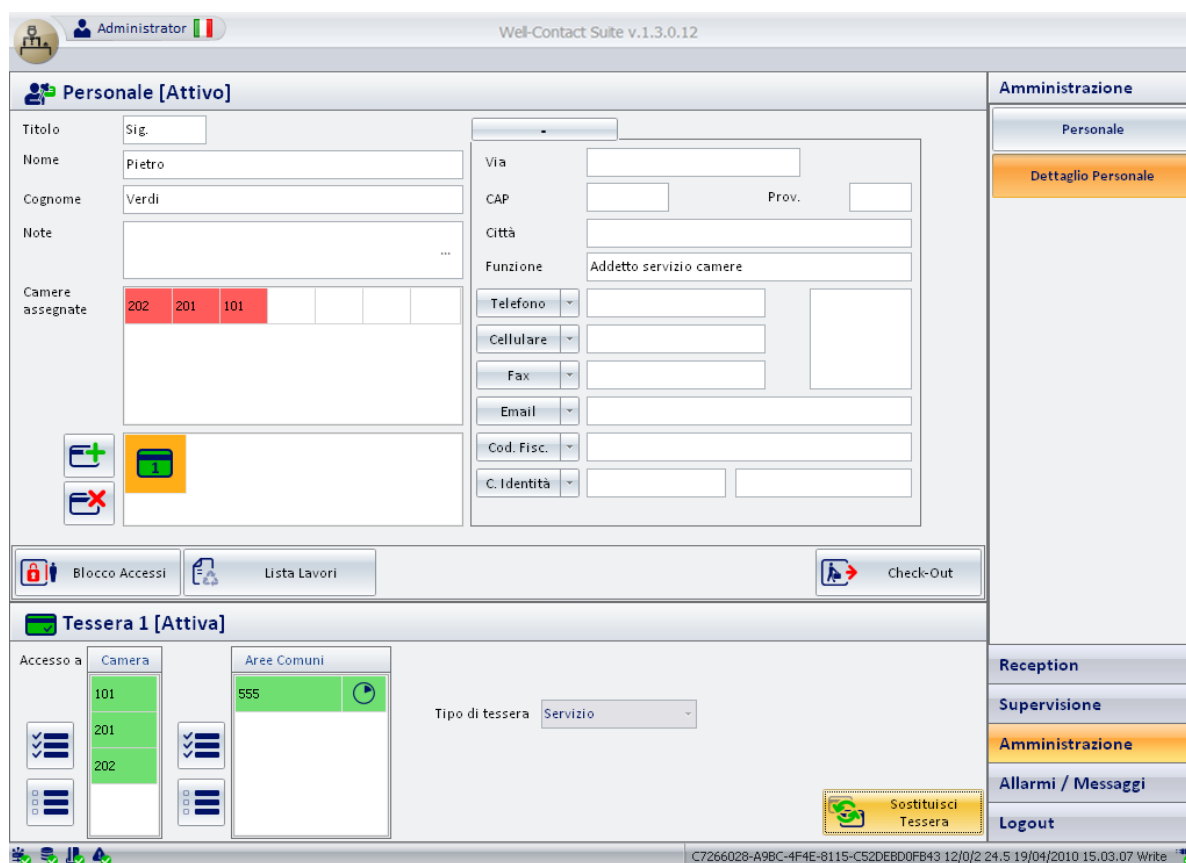 Administrator
Well-Contact Suite v.1.3.0.12
Personale [Attivo]
Titolo Sig.
Nome Pietro
Cognome Verdi
Note ...
Camere assegnate
202 201 101
1
-
Via
CAP Prov.
Città
Funzione Addetto servizio camere
Telefono
Cellulare
Fax
Email
Cod. Fisc.
C. Identità
Blocco Accessi Lista Lavori Check-Out
Tessera 1 [Attiva]
Accesso a Camera Aree Comuni
101 555
201
202
Tipo di tessera Servizio
Sostituisci
Tessera
Amministrazione
Personale
Dettaglio Personale
Reception
Supervisione
Amministrazione
Allarmi / Messaggi
Logout
C7266028-A9BC-4F4E-8115-C52DEBD0FB43 12/0/2 24.5 19/04/2010 15.03.07 Write